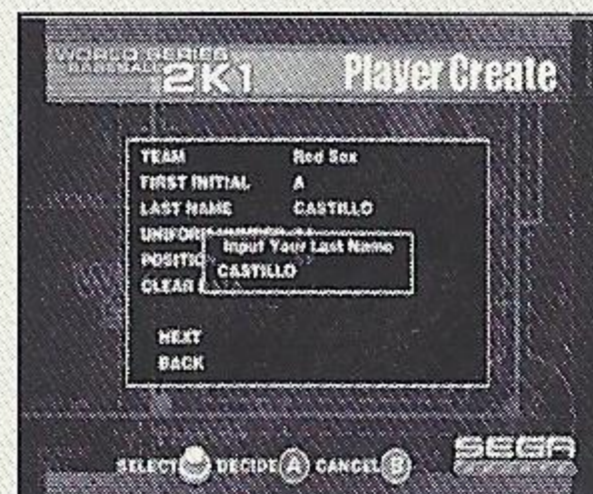 WORLD SERIES
BASEBALL 2K1
Player Create
TEAM Red Sox
FIRST INITIAL A
LAST NAME CASTILLO
UNIFORM
Input Your Last Name
CASTILLO
NEXT
BACK
SELECT DECIDE A CANCEL B
SEGA